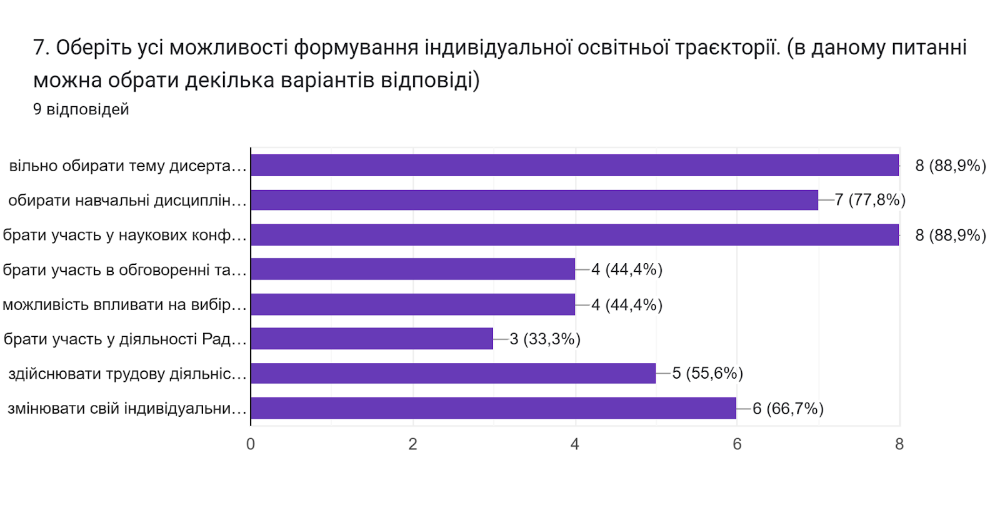 7. Оберіть усі можливості формування індивідуальної освітньої траєкторії. (в даному питанні
можна обрати декілька варіантів відповіді)
9 відповідей
вільно обирати тему дисерта… 8 (88,9%)
обирати навчальні дисциплін… 7 (77,8%)
брати участь у наукових конф… 8 (88,9%)
брати участь в обговоренні та… 4 (44,4%)
можливість впливати на вибір… 4 (44,4%)
брати участь у діяльності Рад… 3 (33,3%)
здійснювати трудову діяльніс… 5 (55,6%)
змінювати свій індивідуальни… 6 (66,7%)
0 2 4 6 8